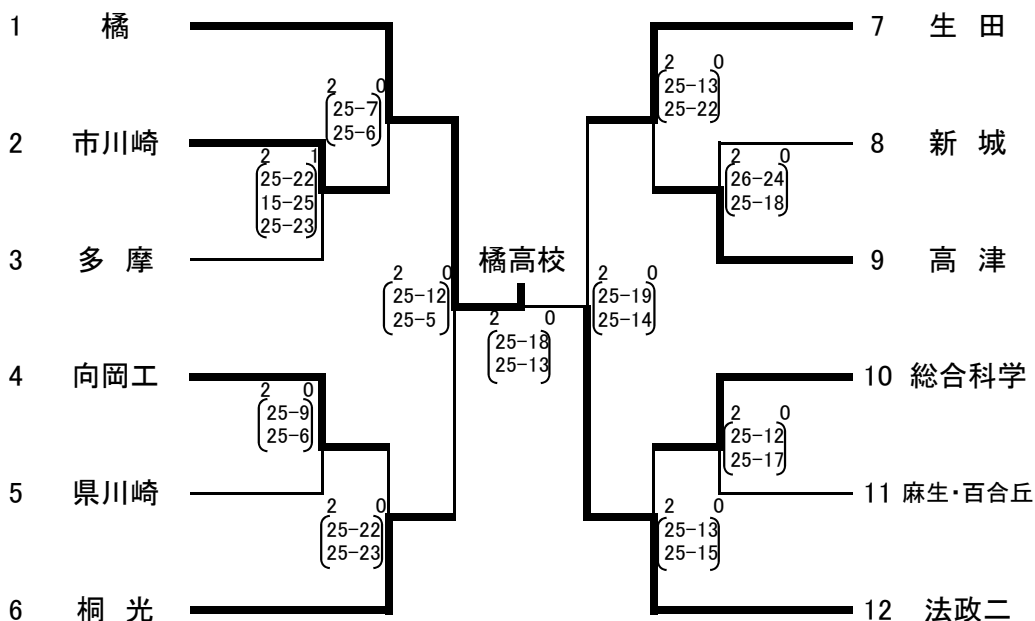 1 橘
7 生 田
2 0
25-7
25-6
2 0
25-13
25-22
2 市川崎
8 新 城
2 1
25-22
15-25
25-23
2 0
26-24
25-18
3 多 摩
9 高 津
橘高校
2 0
25-12
25-5
2 0
25-18
25-13
2 0
25-19
25-14
4 向岡工
10 総合科学
2 0
25-9
25-6
2 0
25-12
25-17
5 県川崎
11 麻生・百合丘
2 0
25-22
25-23
2 0
25-13
25-15
6 桐 光
12 法政二